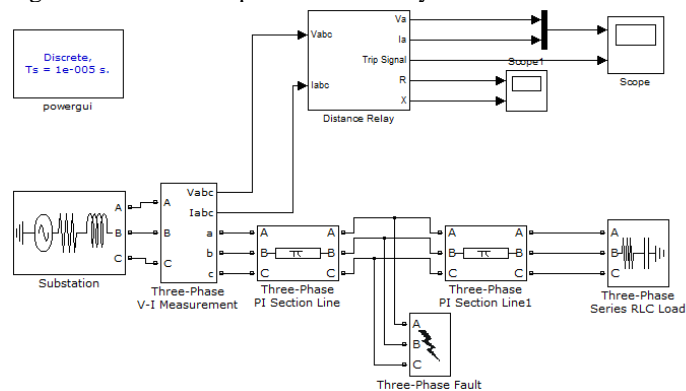 Discrete,
Ts = 1e-005 s.
powergui
Vabc
Iabc
Va
Ia
Trip Signal
R
X
Distance Relay
Scope1
Scope
A
B
C
Substation
A
B
C
Vabc
Iabc
a
b
c
Three-Phase
V-I Measurement
A
B
C
A
B
C
Three-Phase
PI Section Line
A
B
C
A
B
C
Three-Phase
PI Section Line1
A
B
C
Three-Phase
Series RLC Load
A
B
C
Three-Phase Fault